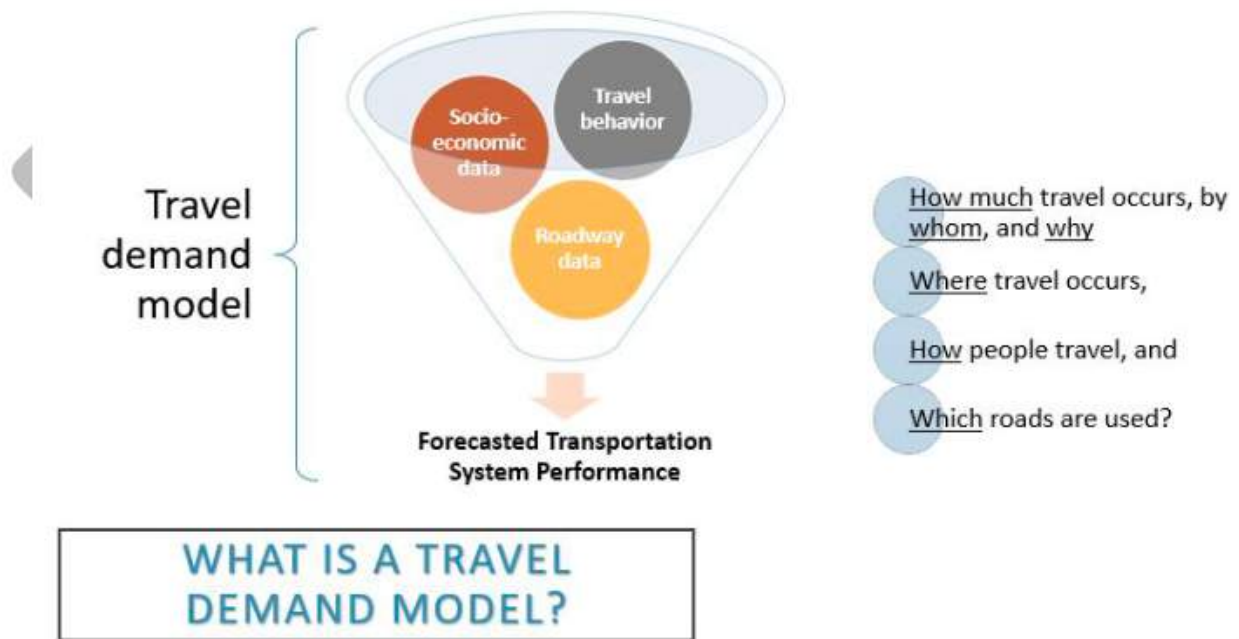 Travel
demand
model
Socio-
economic
data
Travel
behavior
Roadway
data
Forecasted Transportation
System Performance
How much travel occurs, by
whom, and why
Where travel occurs,
How people travel, and
Which roads are used?
WHAT IS A TRAVEL
DEMAND MODEL?